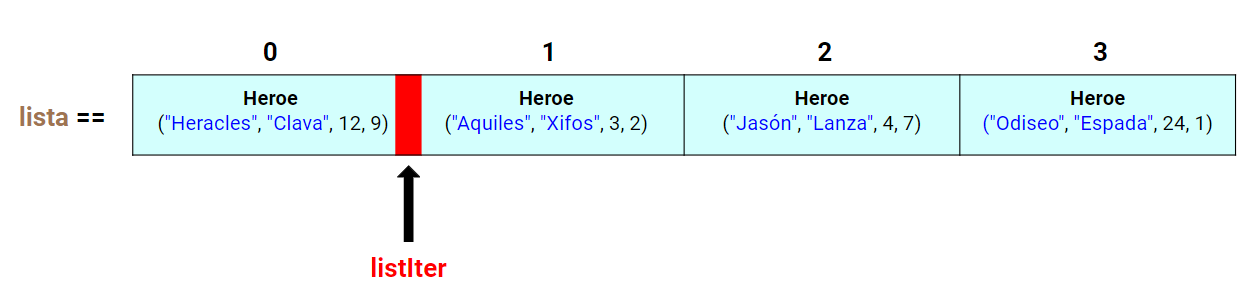 0 1 2 3
lista ==
Heroe
("Heracles", "Clava", 12, 9)
Heroe
("Aquiles", "Xifos", 3, 2)
Heroe
("Jasón", "Lanza", 4, 7)
Heroe
("Odiseo", "Espada", 24, 1)
listIter